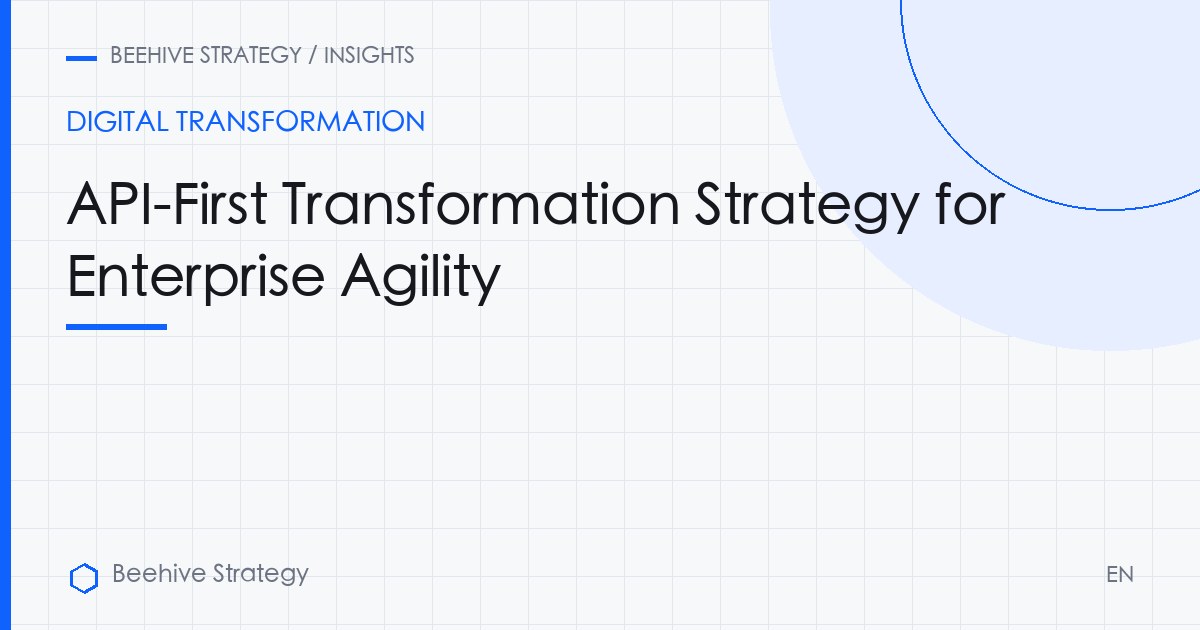 BEEHIVE STRATEGY / INSIGHTS
DIGITAL TRANSFORMATION
API-First Transformation Strategy for
Enterprise Agility
Beehive Strategy
EN